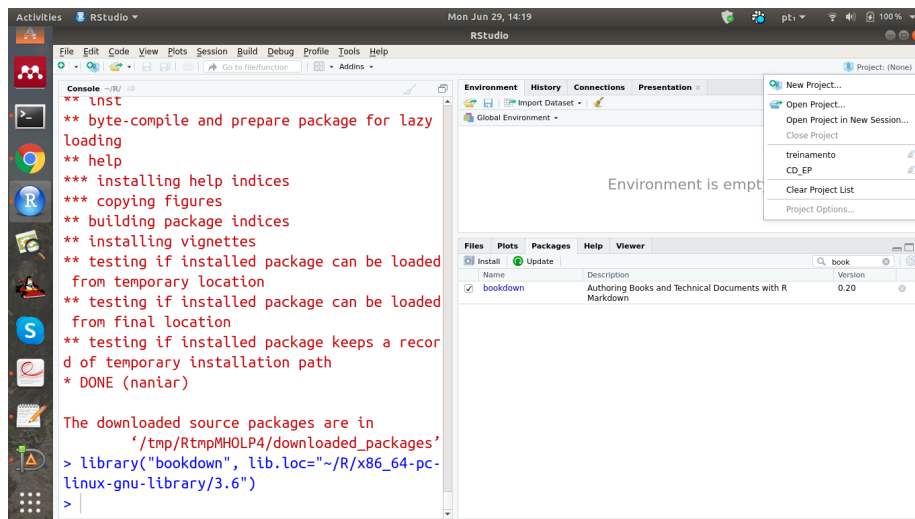 Activities RStudio Mon Jun 29, 14:19 pt₁ 100 %
RStudio
File Edit Code View Plots Session Build Debug Profile Tools Help
Go to file/function Addins Project: (None)
Console ~/R/
** inst
** byte-compile and prepare package for lazy
loading
** help
*** installing help indices
*** copying figures
** building package indices
** installing vignettes
** testing if installed package can be loaded
from temporary location
** testing if installed package can be loaded
from final location
** testing if installed package keeps a recor
d of temporary installation path
* DONE (naniar)
The downloaded source packages are in
‘/tmp/RtmpMHOLP4/downloaded_packages’
> library("bookdown", lib.loc="~/R/x86_64-pc-
linux-gnu-library/3.6")
>
Environment History Connections Presentation
Import Dataset
Global Environment
Environment is empt
New Project...
Open Project...
Open Project in New Session...
Close Project
treinamento
CD_EP
Clear Project List
Project Options...
Files Plots Packages Help Viewer
Install Update book
Name Description Version
bookdown Authoring Books and Technical Documents with R 0.20
Markdown